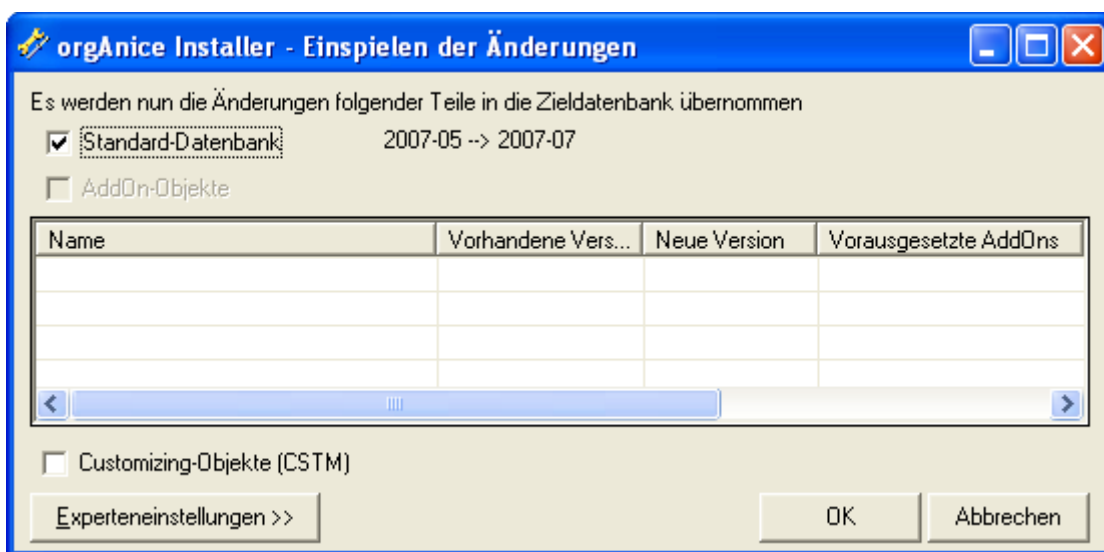 orgAnice Installer - Einspielen der Änderungen
Es werden nun die Änderungen folgender Teile in die Zieldatenbank übernommen
Standard-Datenbank 2007-05 --> 2007-07
AddOn-Objekte
Name Vorhandene Vers... Neue Version Vorausgesetzte AddOns
Customizing-Objekte (CSTM)
Experteneinstellungen >> OK Abbrechen